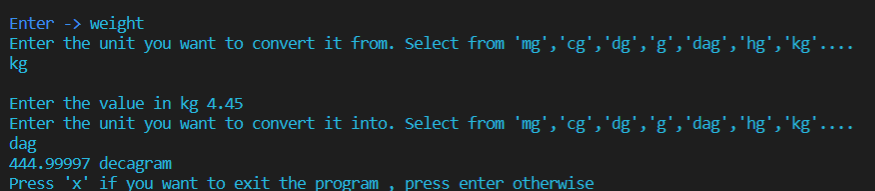 Enter -> weight
Enter the unit you want to convert it from. Select from 'mg','cg','dg','g','dag','hg','kg'....
kg
Enter the value in kg 4.45
Enter the unit you want to convert it into. Select from 'mg','cg','dg','g','dag','hg','kg'....
dag
444.99997 decagram
Press 'x' if you want to exit the program , press enter otherwise